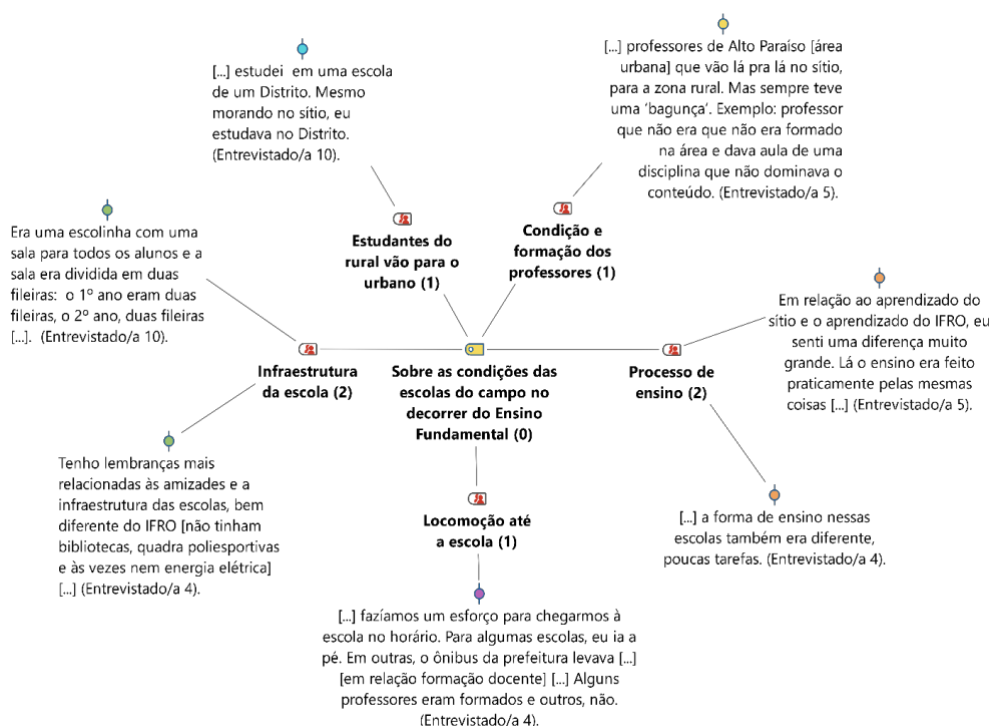 [...] professores de Alto Paraíso [área
urbana] que vão lá pra lá no sítio,
para a zona rural. Mas sempre teve
uma ‘bagunça’. Exemplo: professor
que não era que não era formado
na área e dava aula de uma
disciplina que não dominava o
conteúdo. (Entrevistado/a 5).
[...] estudei em uma escola
de um Distrito. Mesmo
morando no sítio, eu
estudava no Distrito.
(Entrevistado/a 10).
Era uma escolinha com uma
sala para todos os alunos e a
sala era dividida em duas
fileiras: o 1º ano eram duas
fileiras, o 2º ano, duas fileiras
[...]. (Entrevistado/a 10).
Estudantes do
rural vão para o
urbano (1)
Condição e
formação dos
professores (1)
Em relação ao aprendizado do
sítio e o aprendizado do IFRO, eu
senti uma diferença muito
grande. Lá o ensino era feito
praticamente pelas mesmas
coisas [...] (Entrevistado/a 5).
Infraestrutura
da escola (2)
Sobre as condições das
escolas do campo no
decorrer do Ensino
Fundamental (0)
Processo de
ensino (2)
Tenho lembranças mais
relacionadas às amizades e a
infraestrutura das escolas, bem
diferente do IFRO [não tinham
bibliotecas, quadra poliesportivas
e às vezes nem energia elétrica]
[...] (Entrevistado/a 4).
Locomoção até
a escola (1)
[...] a forma de ensino nessas
escolas também era diferente,
poucas tarefas. (Entrevistado/a 4).
[...] fazíamos um esforço para chegarmos à
escola no horário. Para algumas escolas, eu ia a
pé. Em outras, o ônibus da prefeitura levava [...]
[em relação formação docente] [...] Alguns
professores eram formados e outros, não.
(Entrevistado/a 4).